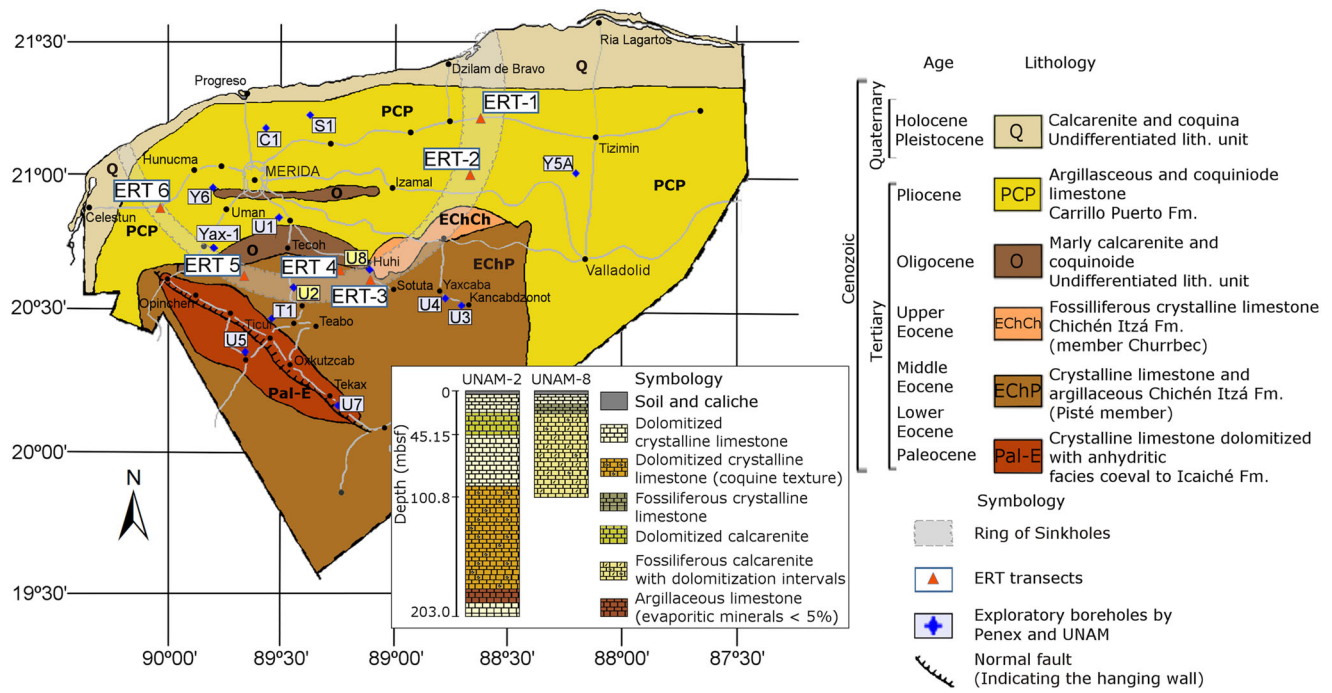 21°30'
21°00'
20°30'
20°00'
19°30'
90°00'
89°30'
89°00'
88°30'
88°00'
87°30'
Ria Lagartos
Dzilam de Bravo
Q
Progreso
PCP
ERT-1
S1
C1
Tizimin
Hunucma
MERIDA
ERT-2
Y5A
Q
ERT 6
Y6
O
Izamal
PCP
Celestun
Uman
U1
EChCh
PCP
Yax-1
Tecoh
O
U8
Huhi
EChP
Valladolid
ERT 5
ERT 4
ERT-3
Sotuta
Yaxcaba
Opinchen
U2
U4
Kancabdzonot
U3
T1
Teabo
Ticul
U5
Oxkutzcab
Pal-E
Tekax
U7
N
UNAM-2
UNAM-8
Symbology
0
45.15
100.8
203.0
Depth (mbsf)
Soil and caliche
Dolomitized
crystalline limestone
Dolomitized crystalline
limestone (coquine texture)
Fossiliferous crystalline
limestone
Dolomitized calcarenite
Fossiliferous calcarenite
with dolomitization intervals
Argillaceous limestone
(evaporitic minerals < 5%)
Age
Lithology
Cenozoic
Quaternary
Tertiary
Holocene
Pleistocene
Q
Calcarenite and coquina
Undifferentiated lith. unit
Pliocene
PCP
Argillasceous and coquiniode
limestone
Carrillo Puerto Fm.
Oligocene
O
Marly calcarenite and
coquinoide
Undifferentiated lith. unit
Upper
Eocene
EChCh
Fossilliferous crystalline limestone
Chichén Itzá Fm.
(member Churrbec)
Middle
Eocene
Lower
Eocene
EChP
Crystalline limestone and
argillaceous Chichén Itzá Fm.
(Pisté member)
Paleocene
Pal-E
Crystalline limestone dolomitized
with anhydritic
facies coeval to Icaiché Fm.
Symbology
Ring of Sinkholes
ERT transects
Exploratory boreholes by
Penex and UNAM
Normal fault
(Indicating the hanging wall)